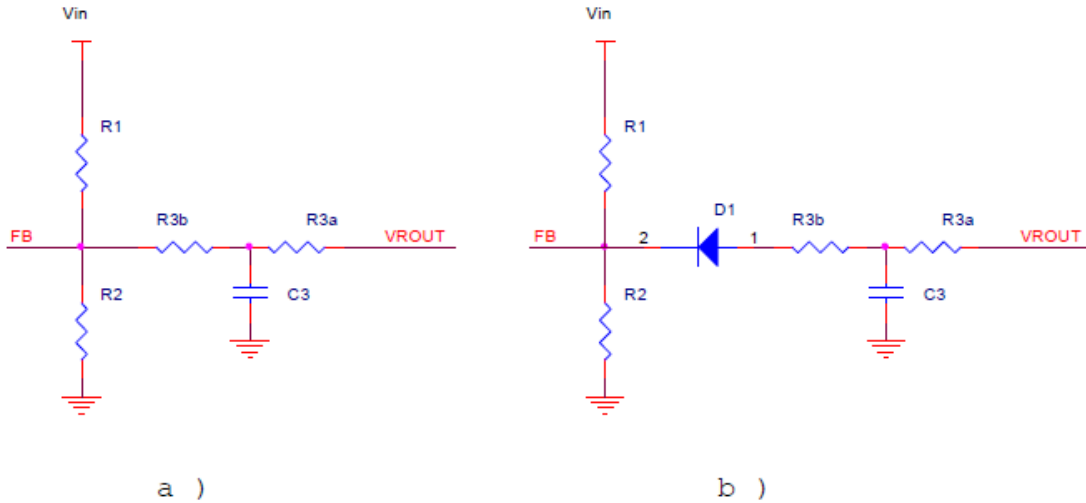 Vin
R1
R3b
R3a
FB
VROUT
R2
C3
a )
Vin
R1
D1
R3b
R3a
FB
2
1
VROUT
R2
C3
b )